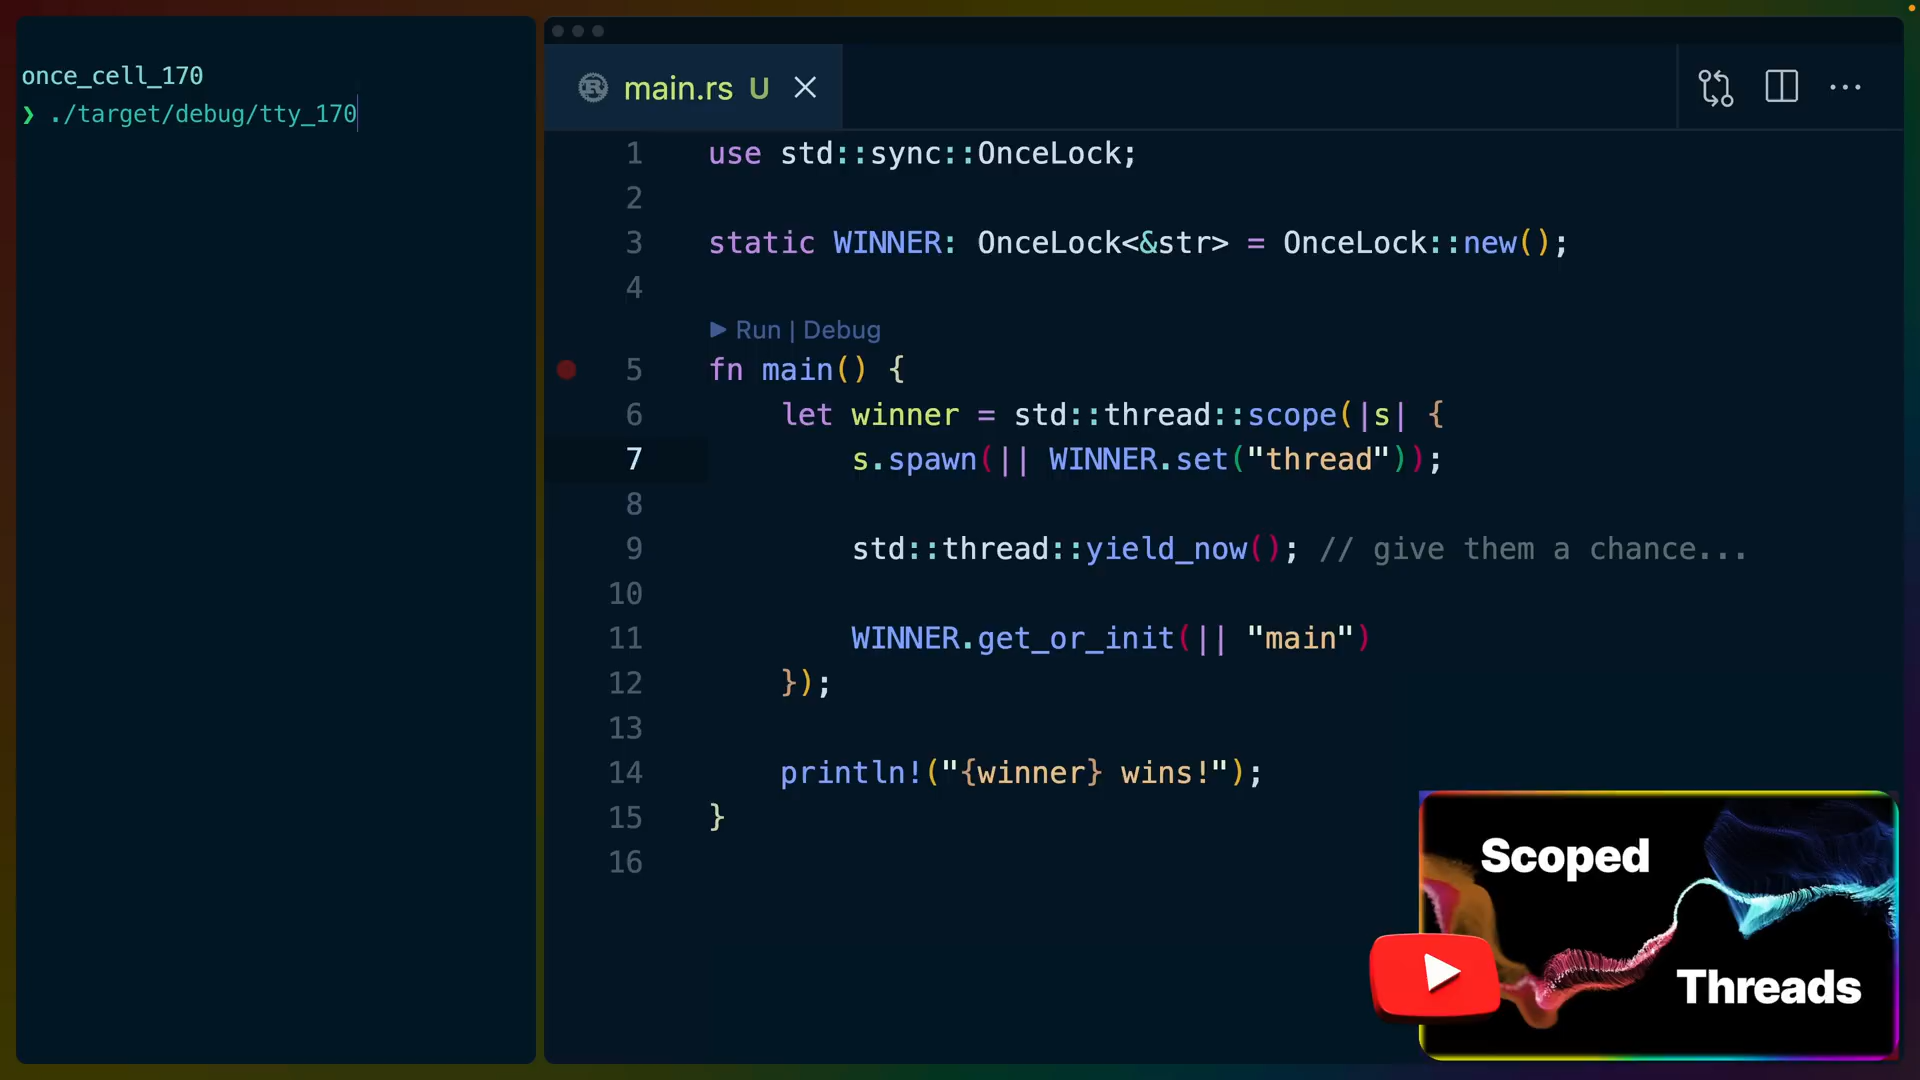 once_cell_170
❯ ./target/debug/tty_170
main.rs U
1 use std::sync::OnceLock;
2
3 static WINNER: OnceLock<&str> = OnceLock::new();
4
Run | Debug
5 fn main() {
6 let winner = std::thread::scope(|s| {
7 s.spawn(|| WINNER.set("thread"));
8
9 std::thread::yield_now(); // give them a chance...
10
11 WINNER.get_or_init(|| "main")
12 });
13
14 println!("{winner} wins!");
15 }
16
Scoped
Threads